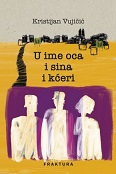 Kristijan Vujičić
U ime oca
i sina
i kćeri
FRAKTURA